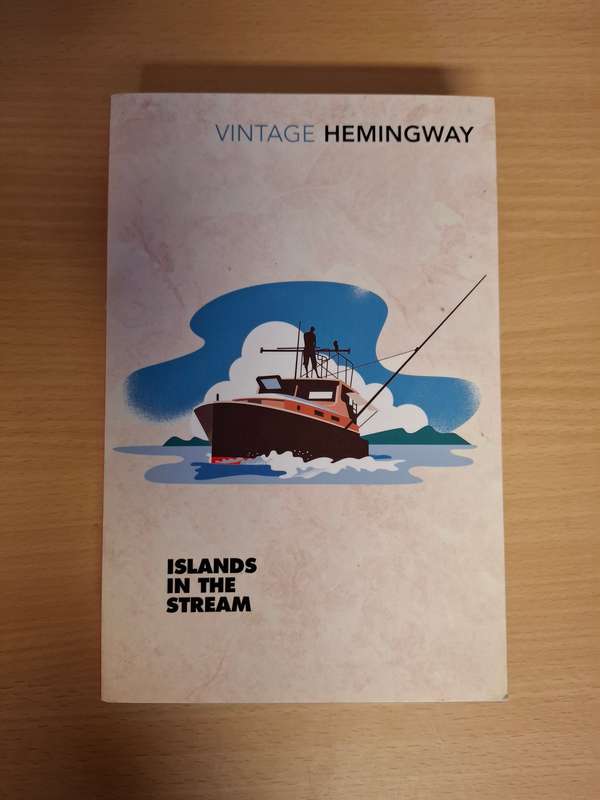 VINTAGE HEMINGWAY
ISLANDS
IN THE
STREAM